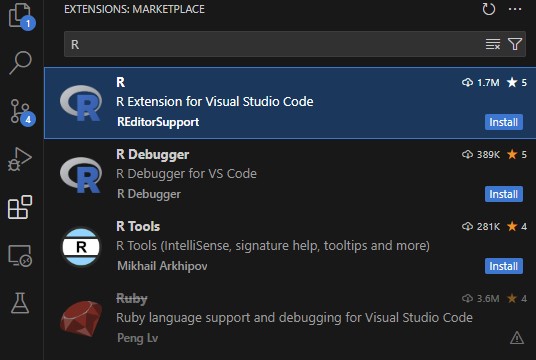 EXTENSIONS: MARKETPLACE
1
R
R
1.7M 5
R Extension for Visual Studio Code
REditorSupport Install
4
R Debugger 389K 5
R Debugger for VS Code
R Debugger Install
R Tools 281K 4
R
R Tools (IntelliSense, signature help, tooltips and more)
Mikhail Arkhipov Install
Ruby 3.6M 4
Ruby language support and debugging for Visual Studio Code
Peng Lv